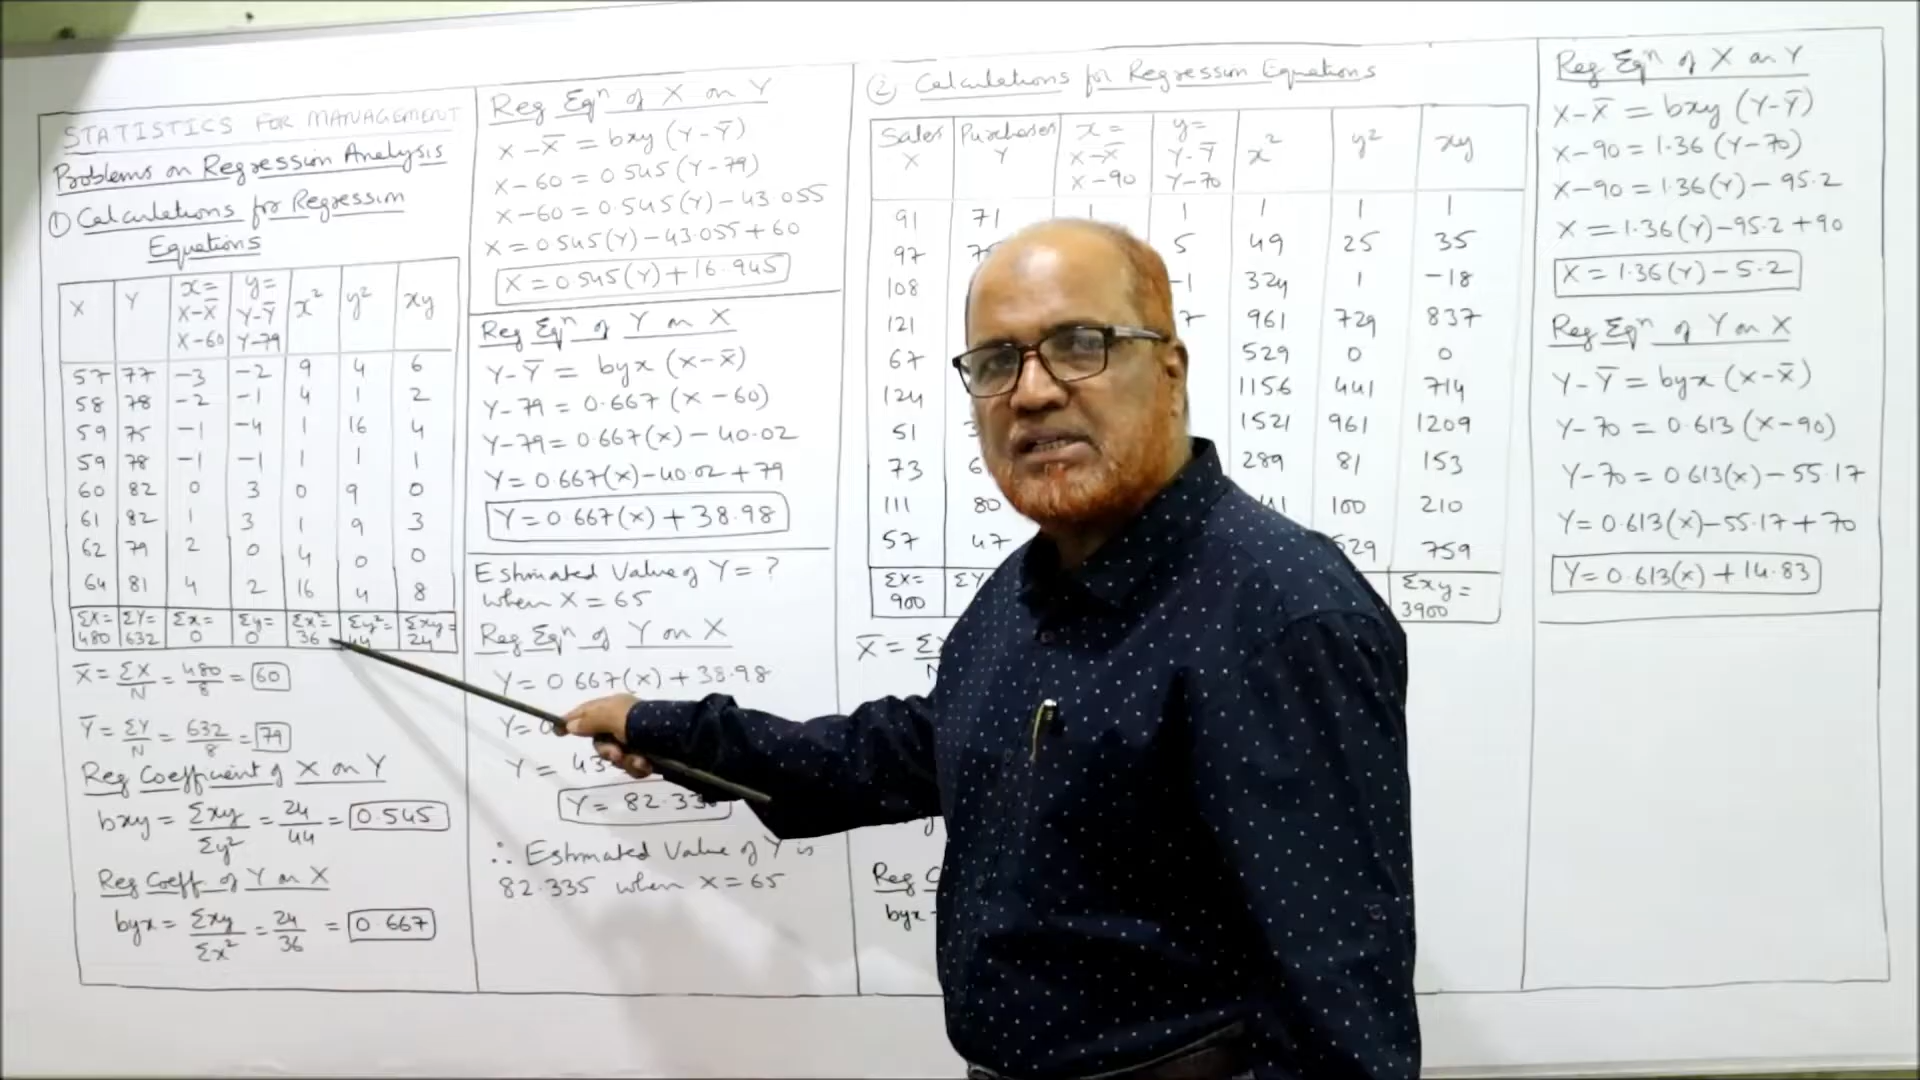 STATISTICS FOR MANAGEMENT
Problems on Regression Analysis
① Calculations for Regression
Equations
X Y x= X-X̄ X-60 y= Y-Ȳ Y-79 x² y² xy
57 77 -3 -2 9 4 6
58 78 -2 -1 4 1 2
59 75 -1 -4 1 16 4
59 78 -1 -1 1 1 1
60 82 0 3 0 9 0
61 82 1 3 1 9 3
62 79 2 0 4 0 0
64 81 4 2 16 4 8
ΣX= 480 ΣY= 632 Σx= 0 Σy= 0 Σx²= 36 Σy²= 44 Σxy= 24
X̄ = ΣX/N = 480/8 = 60
Ȳ = ΣY/N = 632/8 = 79
Reg Coefficient of X on Y
bxy = Σxy/Σy² = 24/44 = 0.545
Reg Coeff of Y on X
byx = Σxy/Σx² = 24/36 = 0.667
Reg Eqⁿ of X on Y
X-X̄ = bxy (Y-Ȳ)
X-60 = 0.545 (Y-79)
X-60 = 0.545(Y)-43.055
X = 0.545(Y)-43.055+60
X = 0.545(Y)+16.945
Reg Eqⁿ of Y on X
Y-Ȳ = byx (X-X̄)
Y-79 = 0.667 (X-60)
Y-79 = 0.667(X)-40.02
Y = 0.667(X)-40.02+79
Y = 0.667(X)+38.98
Estimated Value of Y = ?
when X = 65
Reg Eqⁿ of Y on X
Y = 0.667(X)+38.98
Y = 0
Y = 43
Y = 82.33
∴ Estimated Value of Y is
82.335 when X = 65
② Calculations for Regression Equations
Sales X Purchases Y x= X-X̄ X-90 y= Y-Ȳ Y-70 x² y² xy
91 71 1 1 1 1 1
97 5 49 25 35
108 -1 324 1 -18
121 7 961 729 837
67 529 0 0
124 1156 441 714
51 3 1521 961 1209
73 6 289 81 153
111 80 41 100 210
57 47 529 759
ΣX= 900 ΣY Σxy= 3900
X̄ = Σ
N
Reg C
byx
Reg Eqⁿ of X on Y
X-X̄ = bxy (Y-Ȳ)
X-90 = 1.36 (Y-70)
X-90 = 1.36(Y)-95.2
X = 1.36(Y)-95.2+90
X = 1.36(Y)-5.2
Reg Eqⁿ of Y on X
Y-Ȳ = byx (X-X̄)
Y-70 = 0.613 (X-90)
Y-70 = 0.613(X)-55.17
Y = 0.613(X)-55.17+70
Y = 0.613(X)+14.83